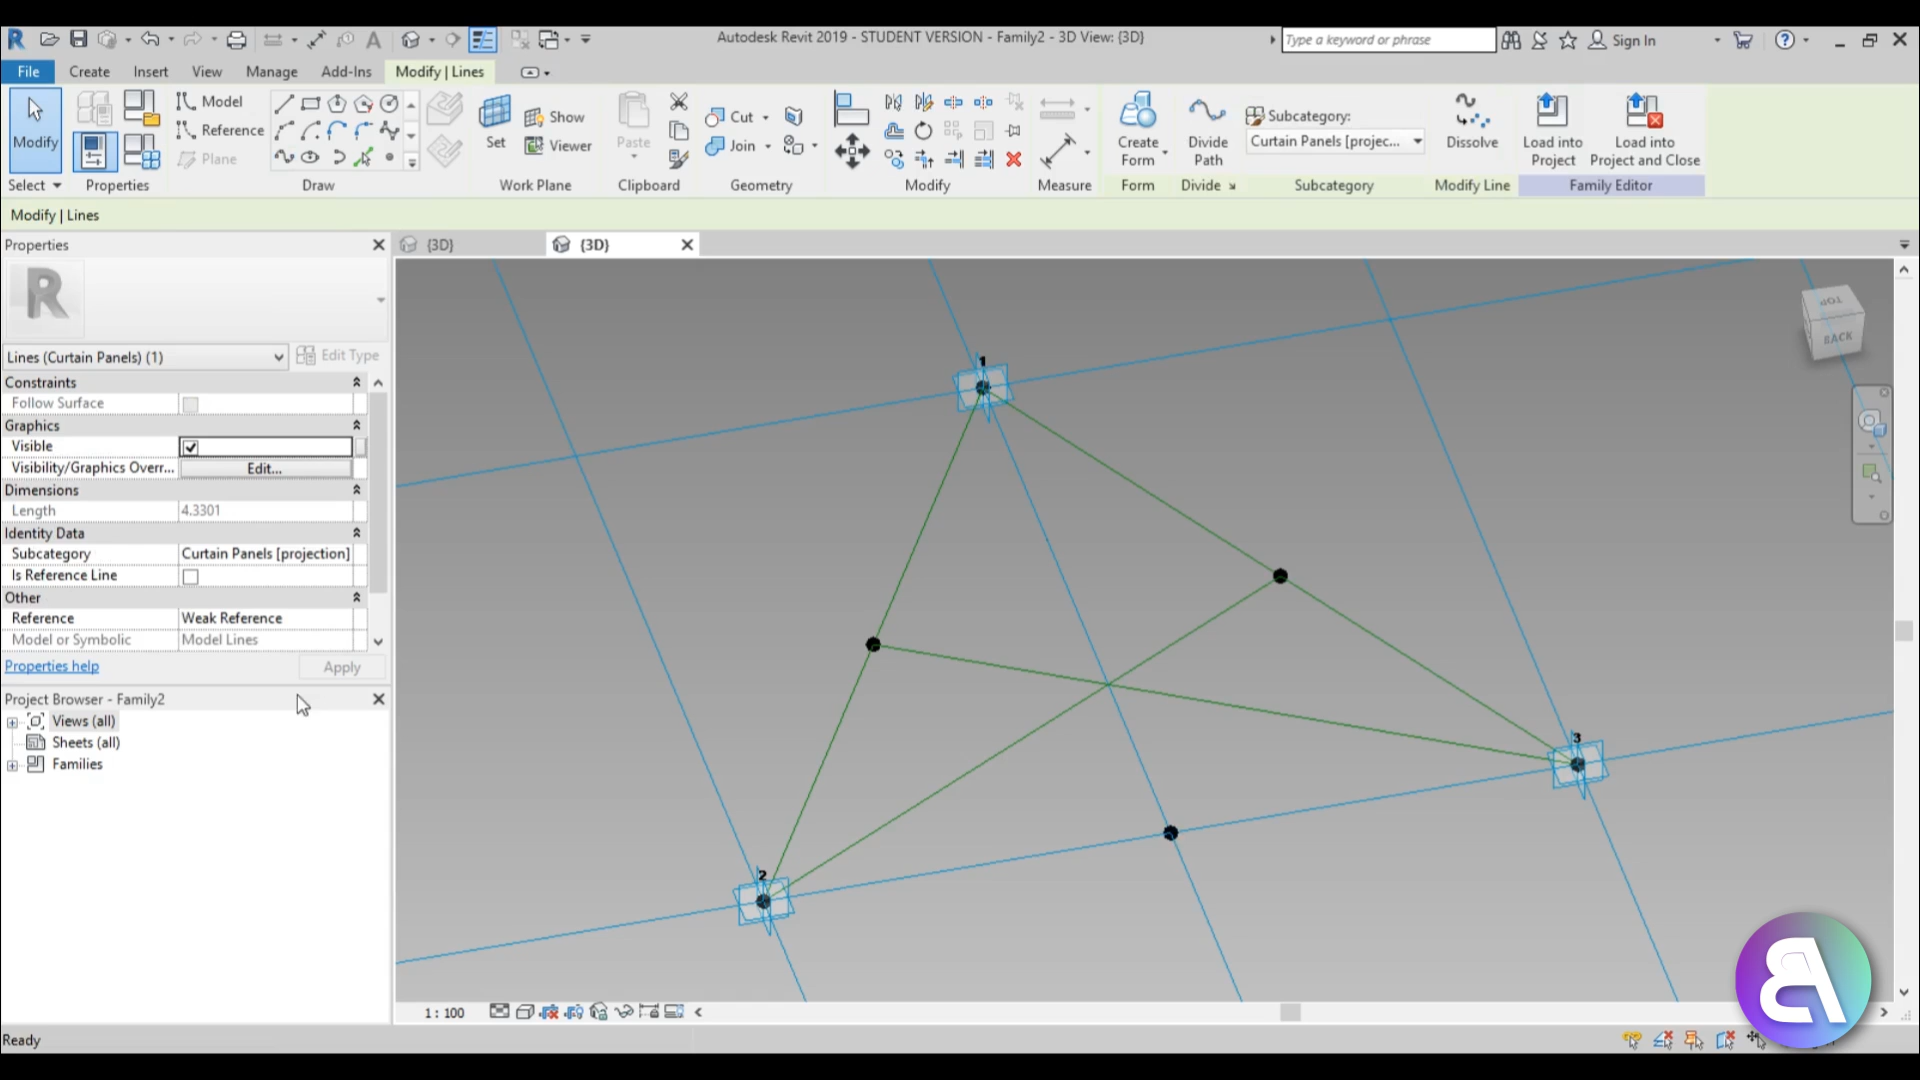 Autodesk Revit 2019 - STUDENT VERSION - Family2 - 3D View: {3D}
Type a keyword or phrase
Sign In
File Create Insert View Manage Add-Ins Modify | Lines
Modify
Model
Reference
Plane
Set
Show
Viewer
Paste
Cut
Join
Create Form
Divide Path
Subcategory:
Curtain Panels [projec...
Dissolve
Load into Project
Load into Project and Close
Select Properties Draw Work Plane Clipboard Geometry Modify Measure Form Divide Subcategory Modify Line Family Editor
Modify | Lines
Properties
{3D}
{3D}
R
Lines (Curtain Panels) (1)
Edit Type
Constraints
Follow Surface
Graphics
Visible
Visibility/Graphics Overr... Edit...
Dimensions
Length 4.3301
Identity Data
Subcategory Curtain Panels [projection]
Is Reference Line
Other
Reference Weak Reference
Model or Symbolic Model Lines
Properties help
Apply
Project Browser - Family2
Views (all)
Sheets (all)
Families
1
2
3
TOP
BACK
1 : 100
Ready